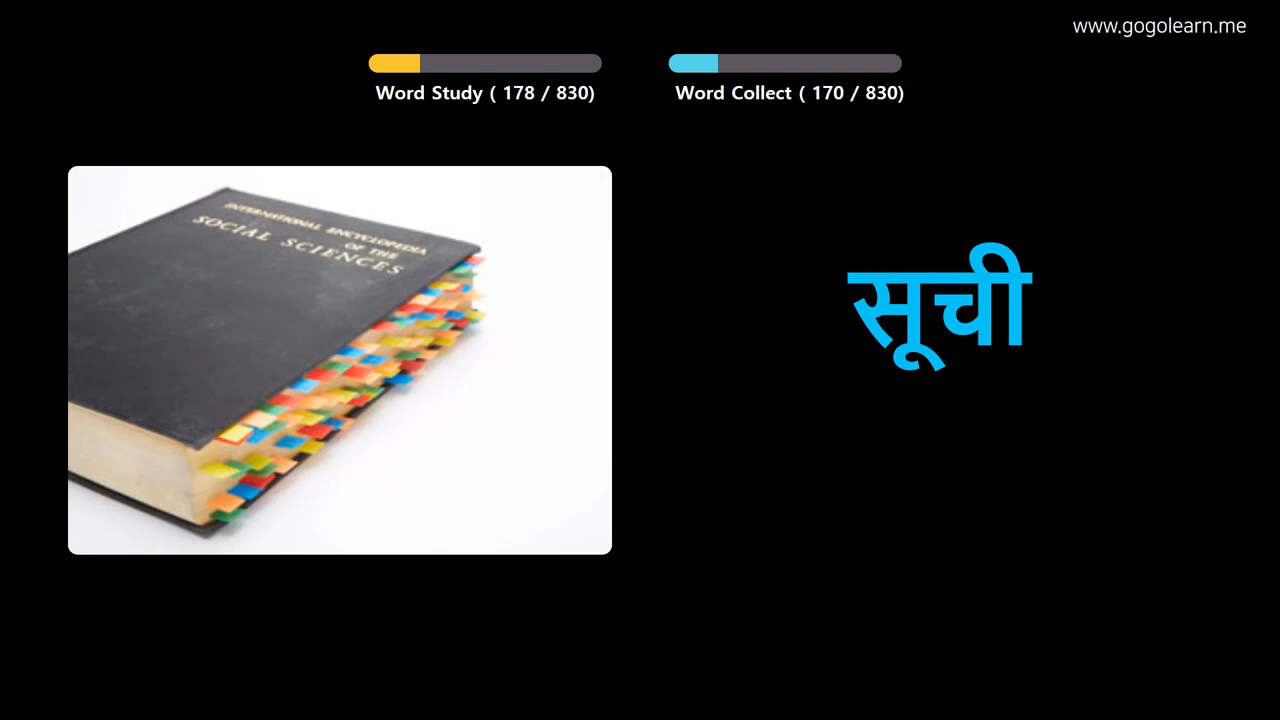 www.gogolearn.me
Word Study ( 178 / 830)
Word Collect ( 170 / 830)
INTERNATIONAL ENCYCLOPEDIA
OF THE
SOCIAL SCIENCES
सूची